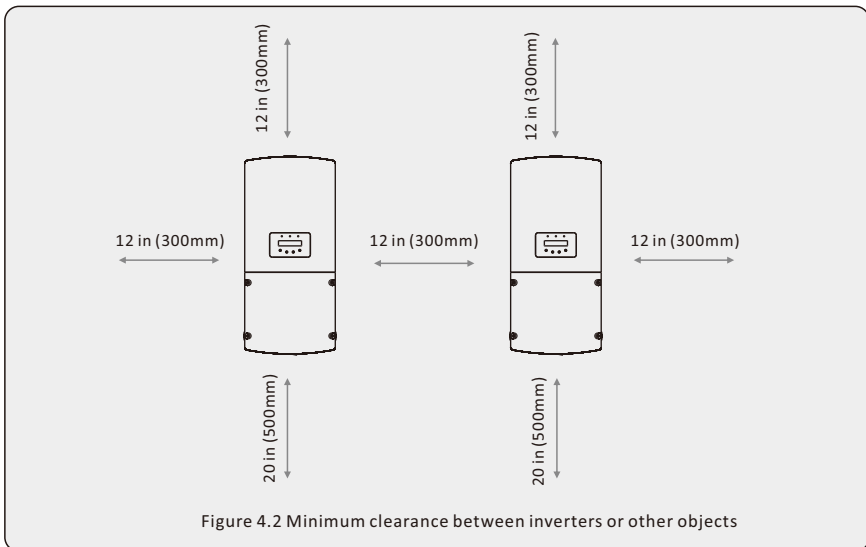 12 in (300mm)
12 in (300mm)
12 in (300mm)
12 in (300mm)
12 in (300mm)
20 in (500mm)
20 in (500mm)
Figure 4.2 Minimum clearance between inverters or other objects